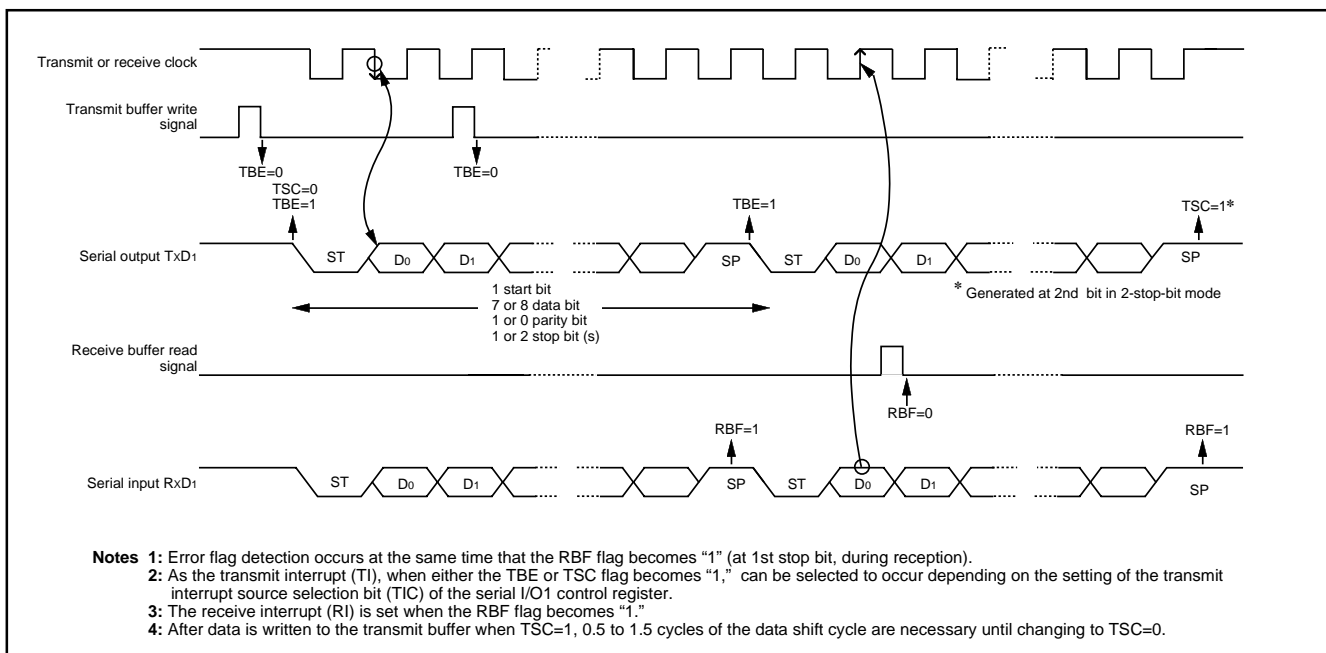 Transmit or receive clock
Transmit buffer write
signal
TBE=0
TBE=0
TSC=0
TBE=1
TBE=1
TSC=1*
Serial output TxD1
ST
D0
D1
SP
ST
D0
D1
SP
1 start bit
7 or 8 data bit
1 or 0 parity bit
1 or 2 stop bit (s)
* Generated at 2nd bit in 2-stop-bit mode
Receive buffer read
signal
RBF=0
RBF=1
RBF=1
Serial input RxD1
ST
D0
D1
SP
ST
D0
D1
SP
Notes 1: Error flag detection occurs at the same time that the RBF flag becomes “1” (at 1st stop bit, during reception).
2: As the transmit interrupt (TI), when either the TBE or TSC flag becomes “1,” can be selected to occur depending on the setting of the transmit
interrupt source selection bit (TIC) of the serial I/O1 control register.
3: The receive interrupt (RI) is set when the RBF flag becomes “1.”
4: After data is written to the transmit buffer when TSC=1, 0.5 to 1.5 cycles of the data shift cycle are necessary until changing to TSC=0.